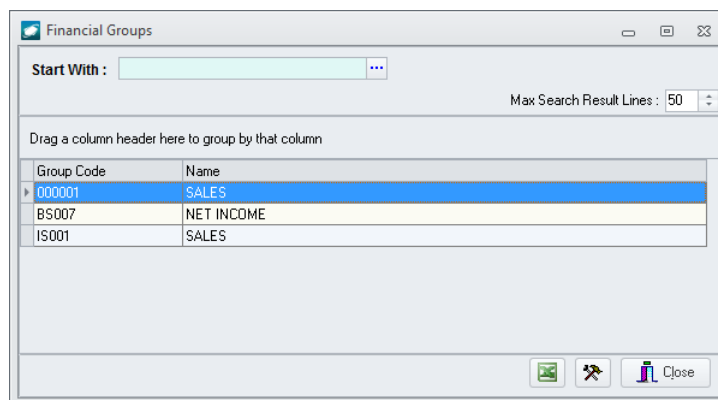 Financial Groups
Start With :
...
Max Search Result Lines : 50
Drag a column header here to group by that column
Group Code Name
000001 SALES
BS007 NET INCOME
IS001 SALES
Close